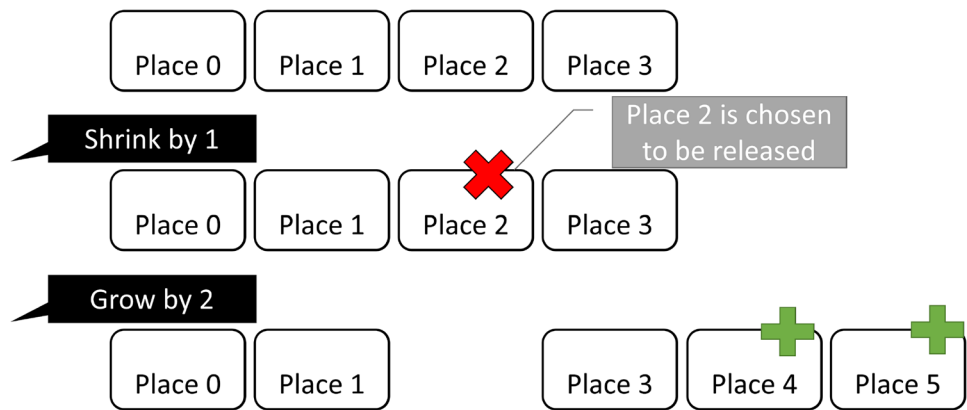 Place 0 Place 1 Place 2 Place 3
Shrink by 1
Place 2 is chosen
to be released
Place 0 Place 1 Place 2 Place 3
Grow by 2
Place 0 Place 1 Place 3 Place 4 Place 5